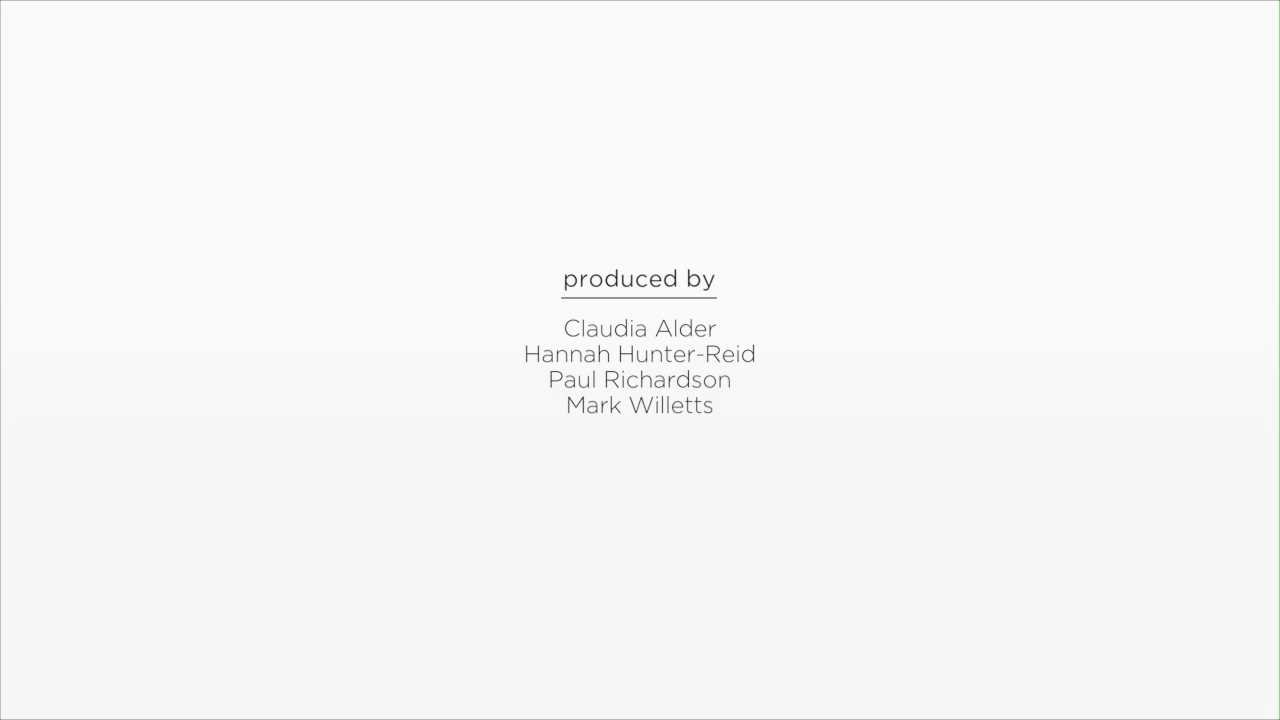 produced by
Claudia Alder
Hannah Hunter-Reid
Paul Richardson
Mark Willetts